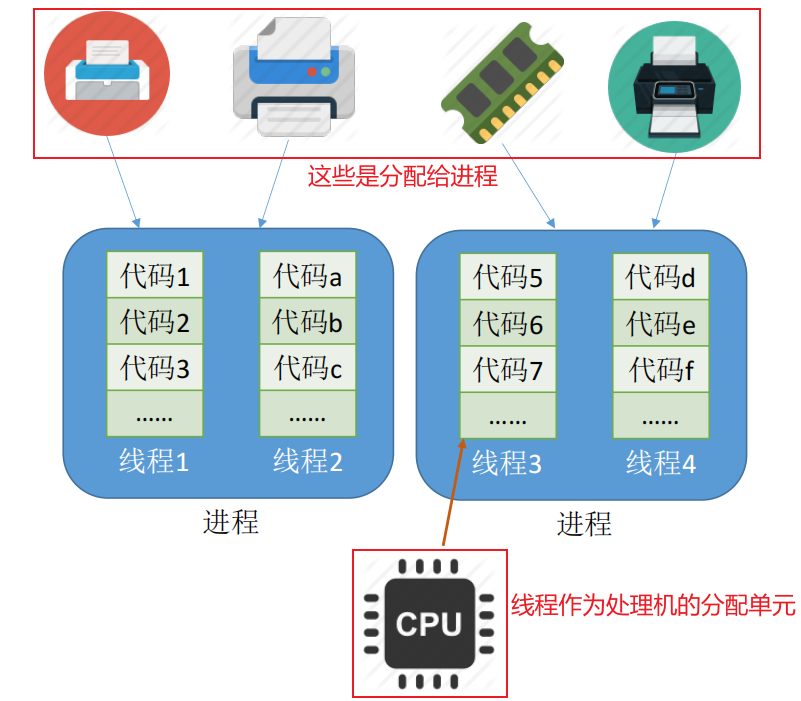 这些是分配给进程
代码1
代码2
代码3
……
线程1
代码a
代码b
代码c
……
线程2
进程
代码5
代码6
代码7
……
线程3
代码d
代码e
代码f
……
线程4
进程
CPU
线程作为处理机的分配单元